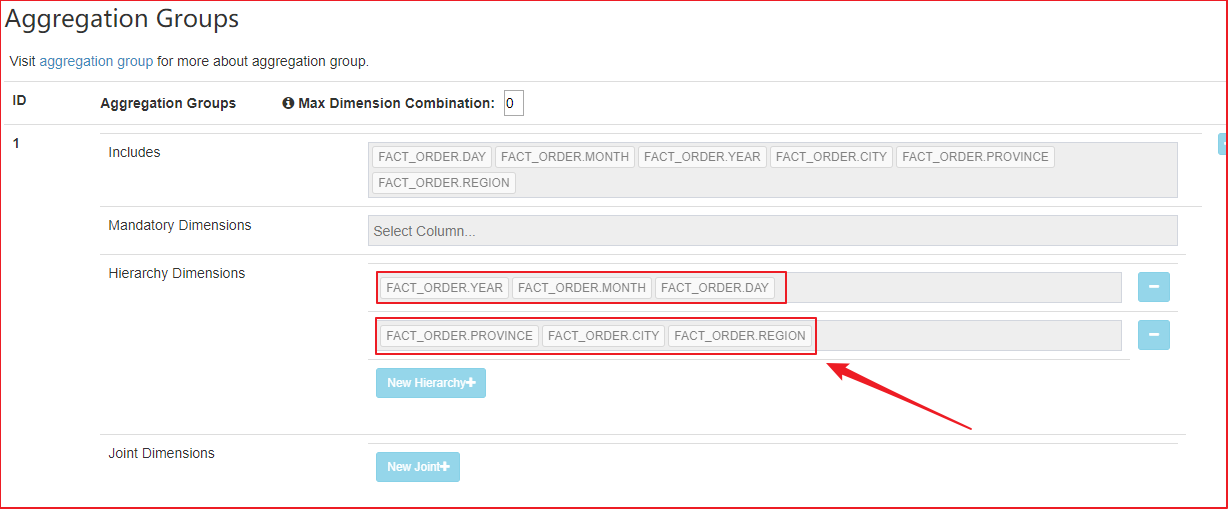 Aggregation Groups
Visit aggregation group for more about aggregation group.
ID Aggregation Groups Max Dimension Combination: 0
1
Includes
FACT_ORDER.DAY FACT_ORDER.MONTH FACT_ORDER.YEAR FACT_ORDER.CITY FACT_ORDER.PROVINCE
FACT_ORDER.REGION
Mandatory Dimensions
Select Column...
Hierarchy Dimensions
FACT_ORDER.YEAR FACT_ORDER.MONTH FACT_ORDER.DAY
FACT_ORDER.PROVINCE FACT_ORDER.CITY FACT_ORDER.REGION
New Hierarchy+
Joint Dimensions
New Joint+